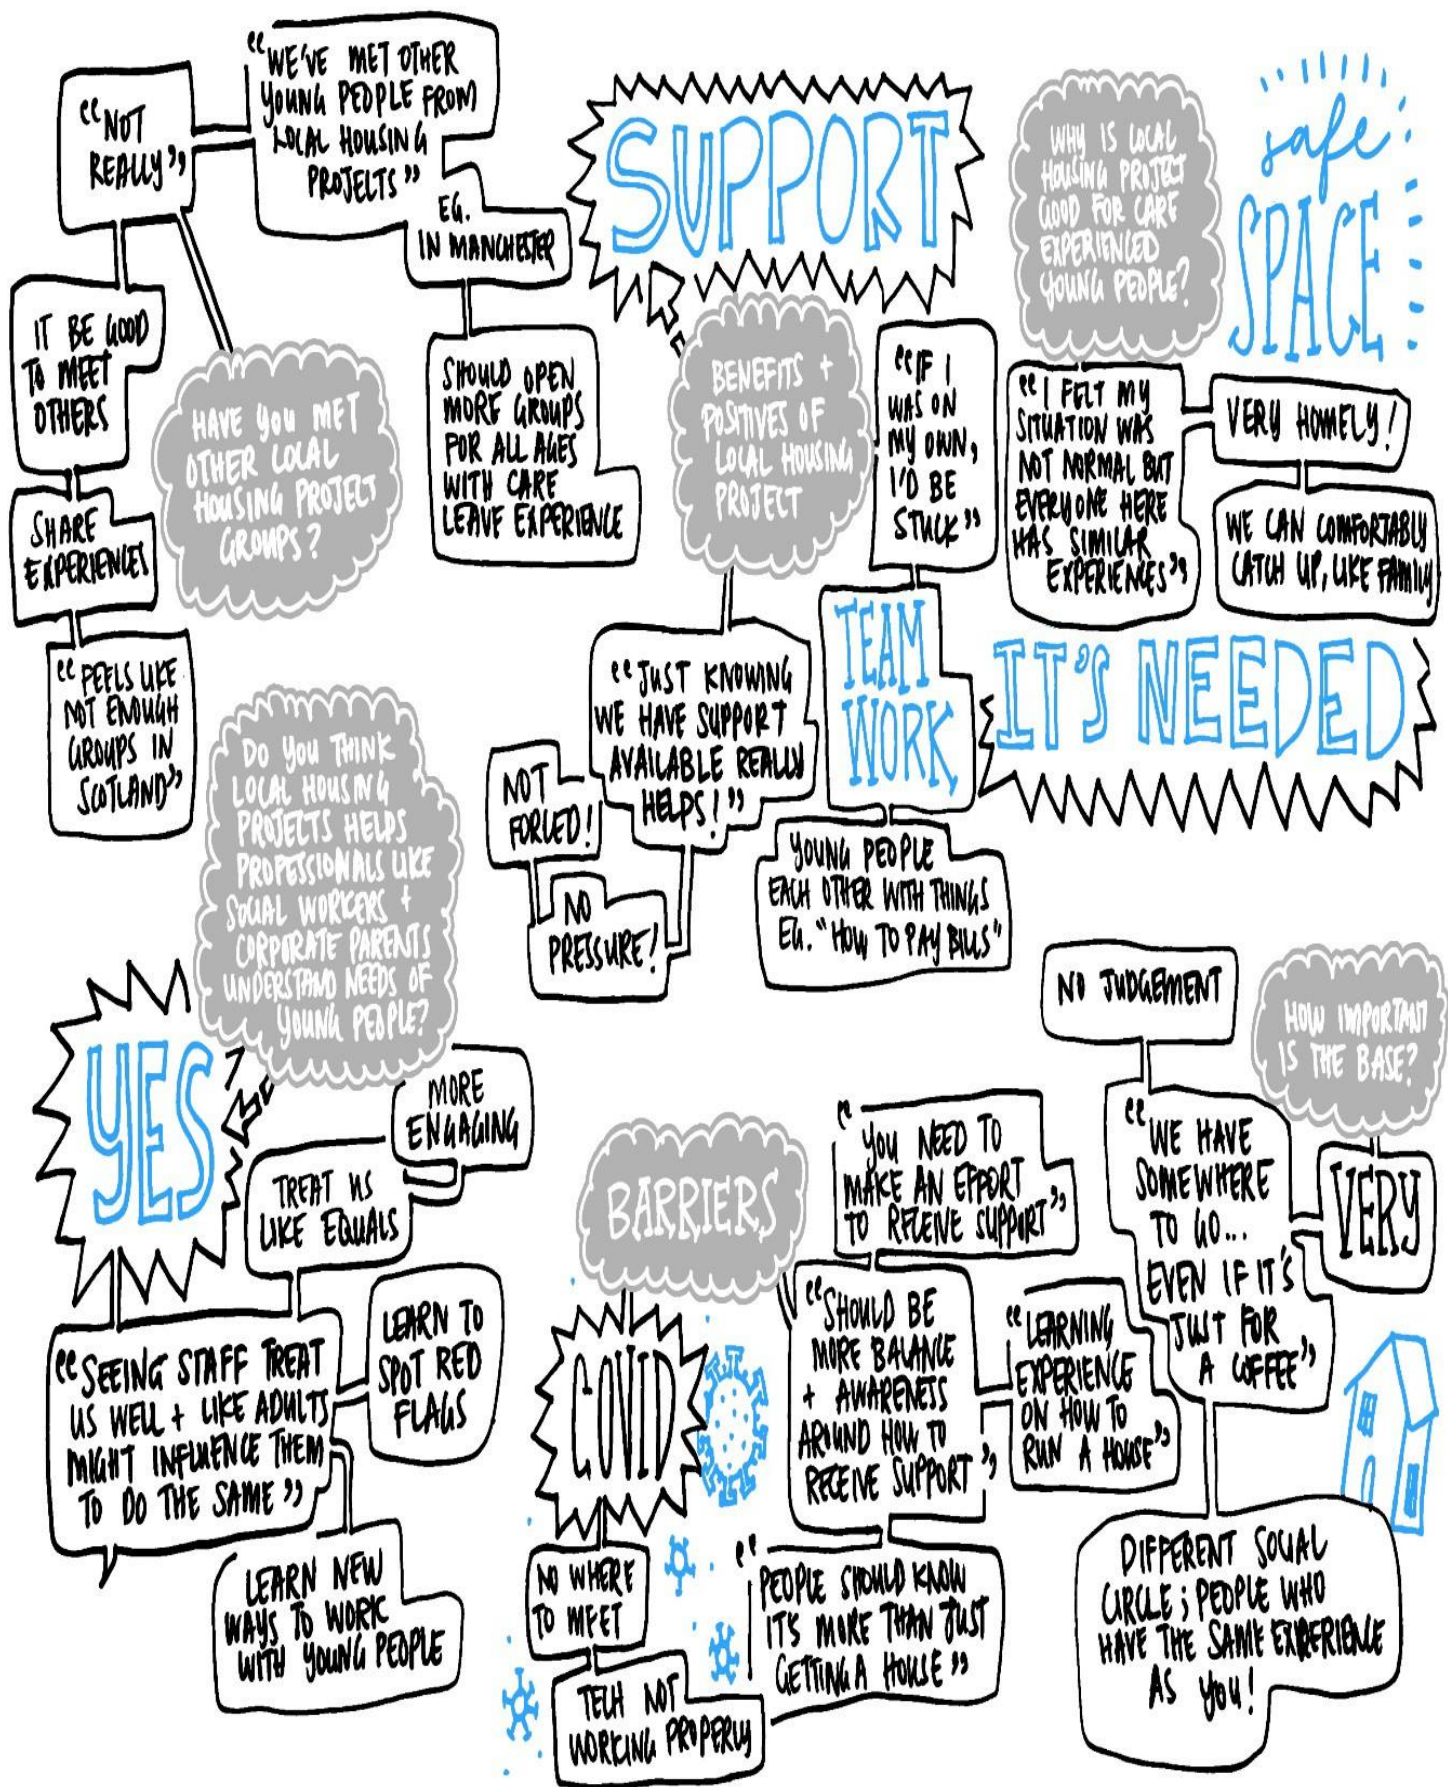 “NOT
REALLY”
“WE'VE MET OTHER
YOUNG PEOPLE FROM
LOCAL HOUSING
PROJECTS”
EG.
IN MANCHESTER
SHOULD OPEN
MORE GROUPS
FOR ALL AGES
WITH CARE
LEAVE EXPERIENCE
IT BE GOOD
TO MEET
OTHERS
SHARE
EXPERIENCES
“FEELS LIKE
NOT ENOUGH
GROUPS IN
SCOTLAND”
HAVE YOU MET
OTHER LOCAL
HOUSING PROJECT
GROUPS?
SUPPORT
BENEFITS +
POSITIVES OF
LOCAL HOUSING
PROJECT
“IF I
WAS ON
MY OWN,
I'D BE
STUCK”
TEAM
WORK
YOUNG PEOPLE
EACH OTHER WITH THINGS
EG. “HOW TO PAY BILLS”
“JUST KNOWING
WE HAVE SUPPORT
AVAILABLE REALLY
HELPS!”
NOT
FORCED!
NO
PRESSURE!
WHY IS LOCAL
HOUSING PROJECT
GOOD FOR CARE
EXPERIENCED
YOUNG PEOPLE?
safe
SPACE
“I FELT MY
SITUATION WAS
NOT NORMAL BUT
EVERYONE HERE
HAS SIMILAR
EXPERIENCES”
VERY HOMELY!
WE CAN COMFORTABLY
CATCH UP, LIKE FAMILY
IT'S NEEDED
DO YOU THINK
LOCAL HOUSING
PROJECTS HELPS
PROFESSIONALS LIKE
SOCIAL WORKERS +
CORPORATE PARENTS
UNDERSTAND NEEDS OF
YOUNG PEOPLE?
YES
MORE
ENGAGING
TREAT US
LIKE EQUALS
“SEEING STAFF TREAT
US WELL + LIKE ADULTS
MIGHT INFLUENCE THEM
TO DO THE SAME”
LEARN TO
SPOT RED
FLAGS
LEARN NEW
WAYS TO WORK
WITH YOUNG PEOPLE
BARRIERS
COVID
NO WHERE
TO MEET
TECH NOT
WORKING PROPERLY
“YOU NEED TO
MAKE AN EFFORT
TO RECEIVE SUPPORT”
“SHOULD BE
MORE BALANCE
+ AWARENESS
AROUND HOW TO
RECEIVE SUPPORT”
“LEARNING
EXPERIENCE
ON HOW TO
RUN A HOUSE”
“PEOPLE SHOULD KNOW
ITS MORE THAN JUST
GETTING A HOUSE”
HOW IMPORTANT
IS THE BASE?
VERY
NO JUDGEMENT
“WE HAVE
SOMEWHERE
TO GO...
EVEN IF IT'S
JUST FOR
A COFFEE”
DIFFERENT SOCIAL
CIRCLE; PEOPLE WHO
HAVE THE SAME EXPERIENCE
AS YOU!